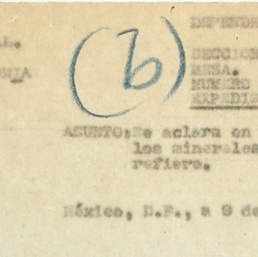 (b)
DEPENDE
SECCION
MESA.
NUMERO
EXPEDIE
ASUNTO: Se aclara en
los minerales
refiere.
México, D.F., a 9 de